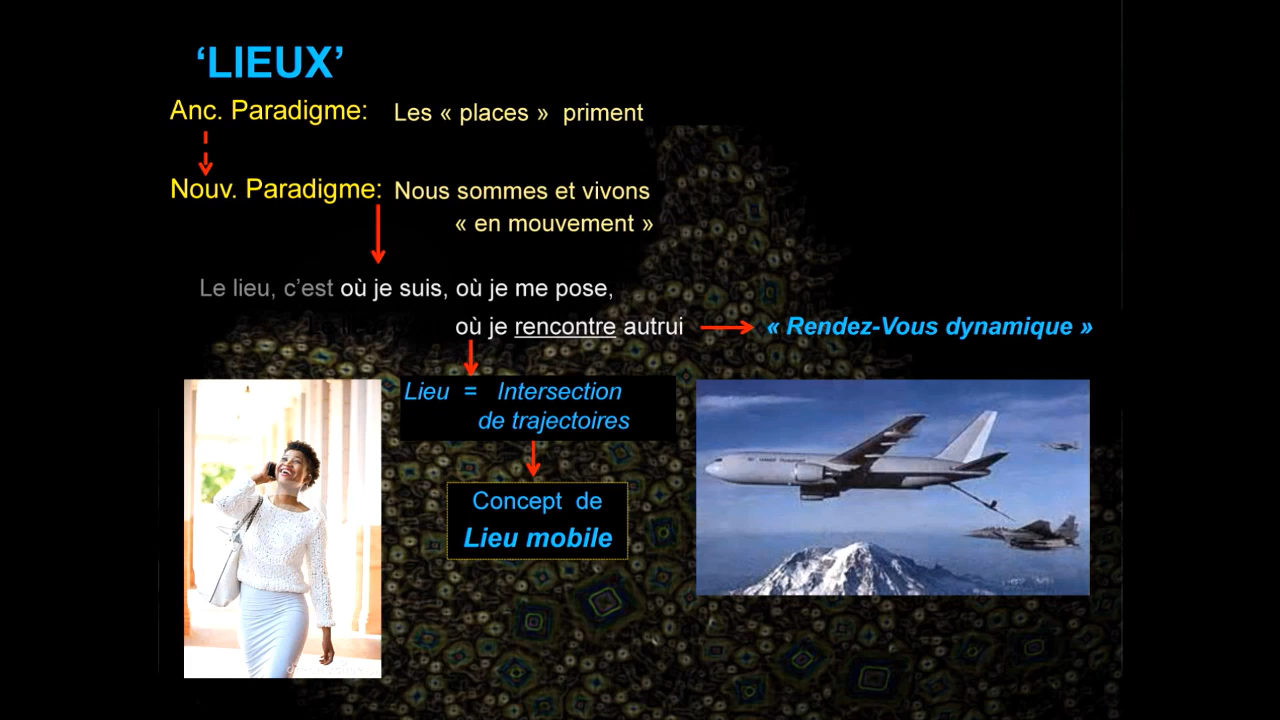 ‘LIEUX’
Anc. Paradigme: Les « places » priment
Nouv. Paradigme: Nous sommes et vivons
« en mouvement »
Le lieu, c’est où je suis, où je me pose,
où je rencontre autrui
« Rendez-Vous dynamique »
Lieu = Intersection
de trajectoires
Concept de
Lieu mobile